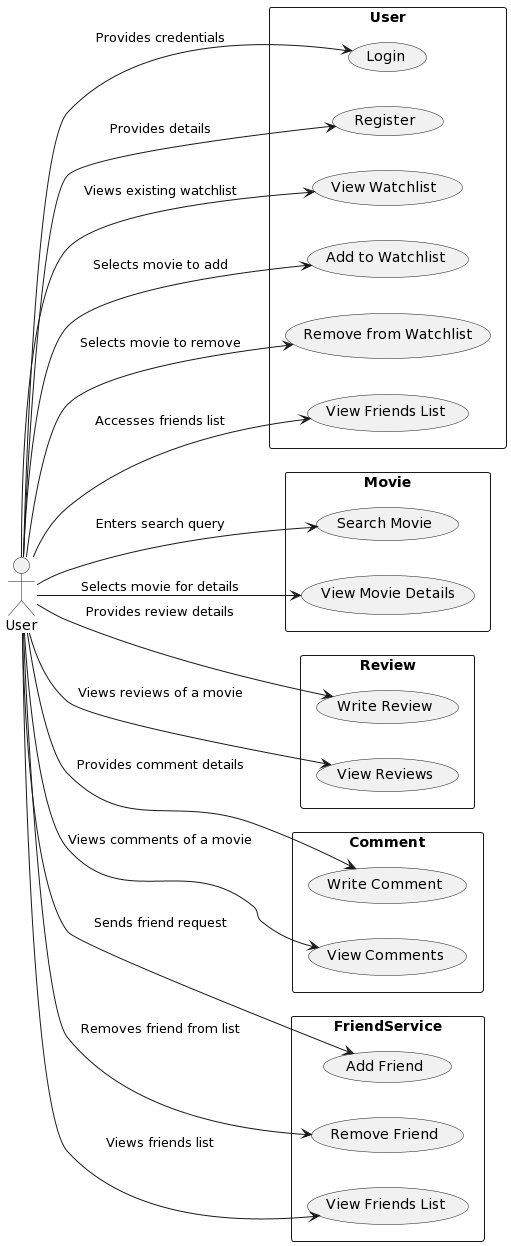 User
Provides credentials
Login
Provides details
Register
Views existing watchlist
View Watchlist
Selects movie to add
Add to Watchlist
Selects movie to remove
Remove from Watchlist
Accesses friends list
View Friends List
Movie
Enters search query
Search Movie
Selects movie for details
View Movie Details
Provides review details
User
Review
Write Review
Views reviews of a movie
View Reviews
Provides comment details
Comment
Views comments of a movie
Write Comment
Sends friend request
View Comments
FriendService
Removes friend from list
Add Friend
Remove Friend
Views friends list
View Friends List